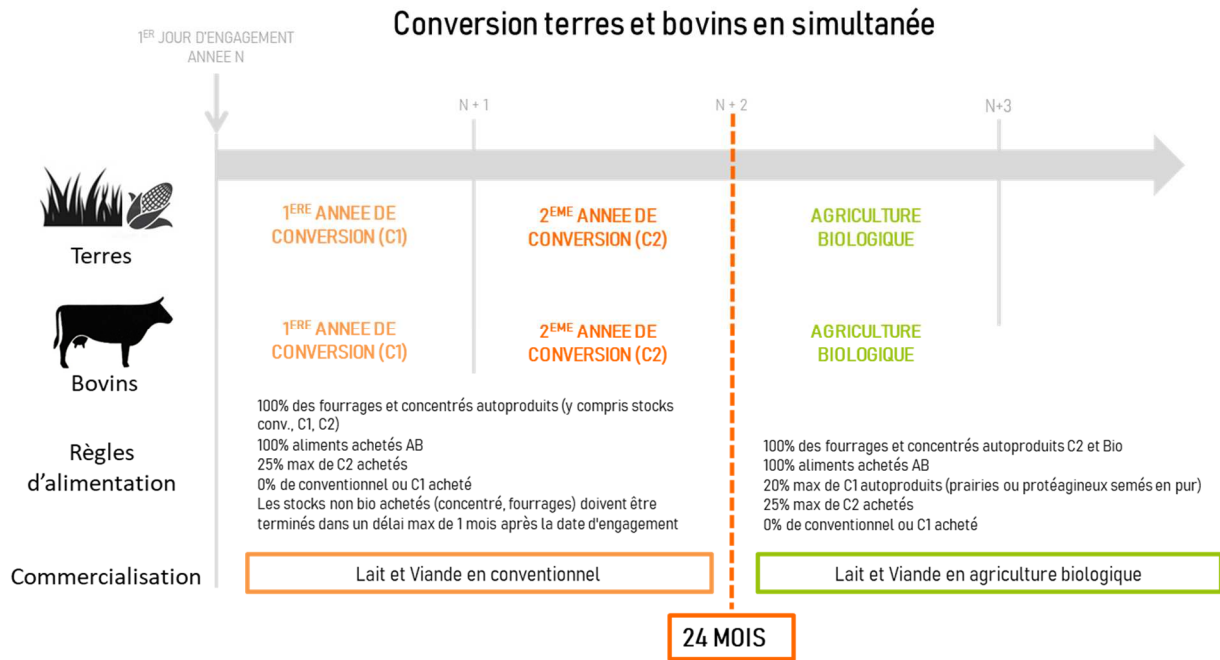 Conversion terres et bovins en simultanée
1ER JOUR D'ENGAGEMENT
ANNEE N
N + 1
N + 2
N+3
Terres
1ERE ANNEE DE
CONVERSION (C1)
2EME ANNEE DE
CONVERSION (C2)
AGRICULTURE
BIOLOGIQUE
Bovins
1ERE ANNEE DE
CONVERSION (C1)
2EME ANNEE DE
CONVERSION (C2)
AGRICULTURE
BIOLOGIQUE
Règles
d'alimentation
100% des fourrages et concentrés autoproduits (y compris stocks
conv., C1, C2)
100% aliments achetés AB
25% max de C2 achetés
0% de conventionnel ou C1 acheté
Les stocks non bio achetés (concentré, fourrages) doivent être
terminés dans un délai max de 1 mois après la date d'engagement
100% des fourrages et concentrés autoproduits C2 et Bio
100% aliments achetés AB
20% max de C1 autoproduits (prairies ou protéagineux semés en pur)
25% max de C2 achetés
0% de conventionnel ou C1 acheté
Commercialisation
Lait et Viande en conventionnel
Lait et Viande en agriculture biologique
24 MOIS